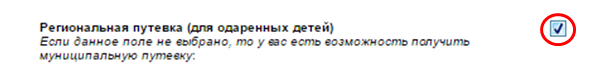 Региональная путевка (для одаренных детей)
Если данное поле не выбрано, то у вас есть возможность получить
муниципальную путевку: